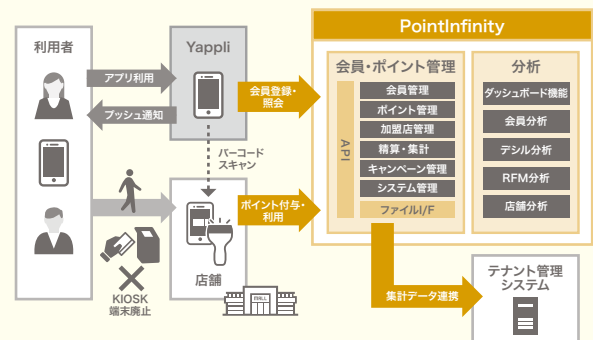 利用者
アプリ利用
プッシュ通知
Yappli
バーコード
スキャン
店舗
MALL
KIOSK
端末廃止
会員登録・
照会
ポイント付与・
利用
PointInfinity
会員・ポイント管理
API
会員管理
ポイント管理
加盟店管理
精算・集計
キャンペーン管理
システム管理
ファイルI/F
分析
ダッシュボード機能
会員分析
デシル分析
RFM分析
店舗分析
集計データ連携
テナント管理
システム